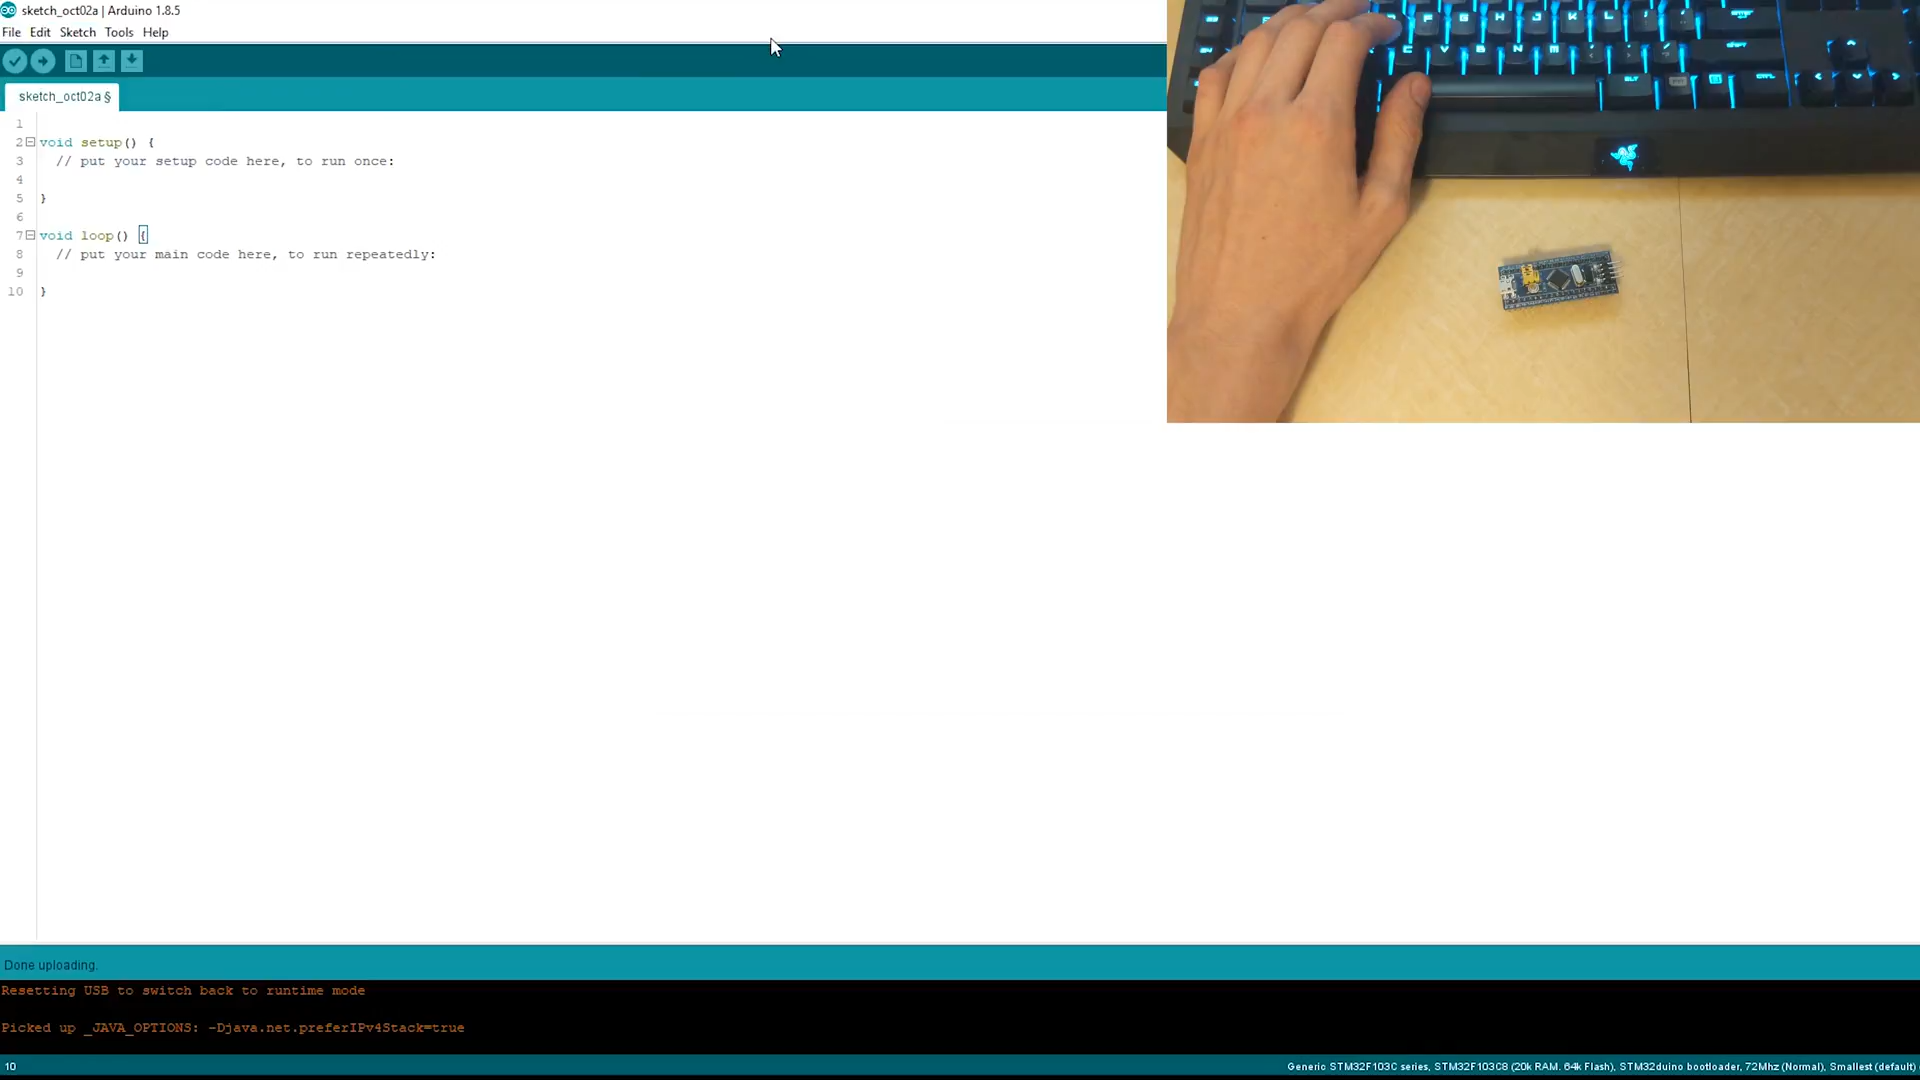 sketch_oct02a | Arduino 1.8.5
File Edit Sketch Tools Help
sketch_oct02a §
1
2 void setup() {
3 // put your setup code here, to run once:
4
5 }
6
7 void loop() {
8 // put your main code here, to run repeatedly:
9
10 }
F G H J K L
C V B N M
SHIFT
ALT
CTRL
Done uploading.
Resetting USB to switch back to runtime mode
Picked up _JAVA_OPTIONS: -Djava.net.preferIPv4Stack=true
10
Generic STM32F103C series, STM32F103C8 (20k RAM. 64k Flash), STM32duino bootloader, 72Mhz (Normal), Smallest (default)